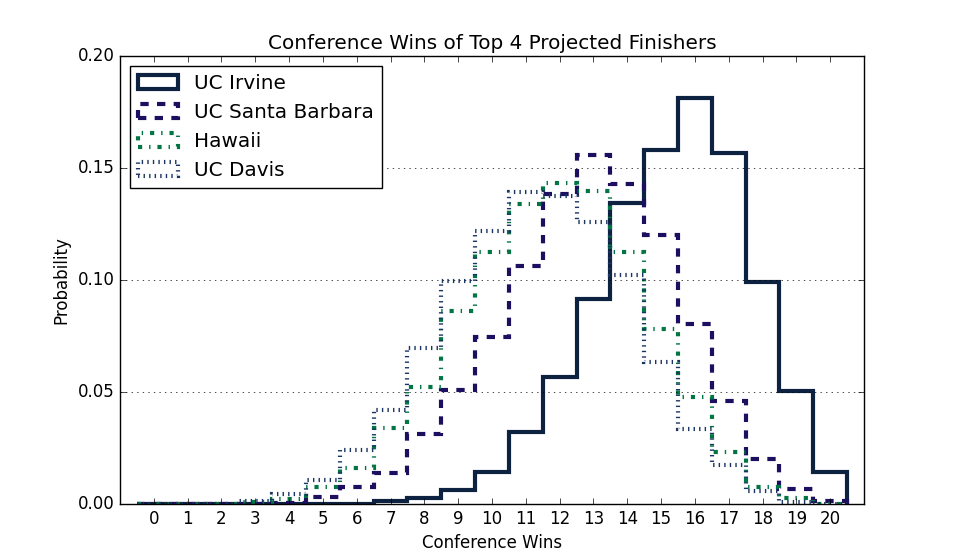 Conference Wins of Top 4 Projected Finishers
0.20
UC Irvine
UC Santa Barbara
Hawaii
UC Davis
0.15
Probability
0.10
0.05
0.00
0 1 2 3 4 5 6 7 8 9 10 11 12 13 14 15 16 17 18 19 20
Conference Wins